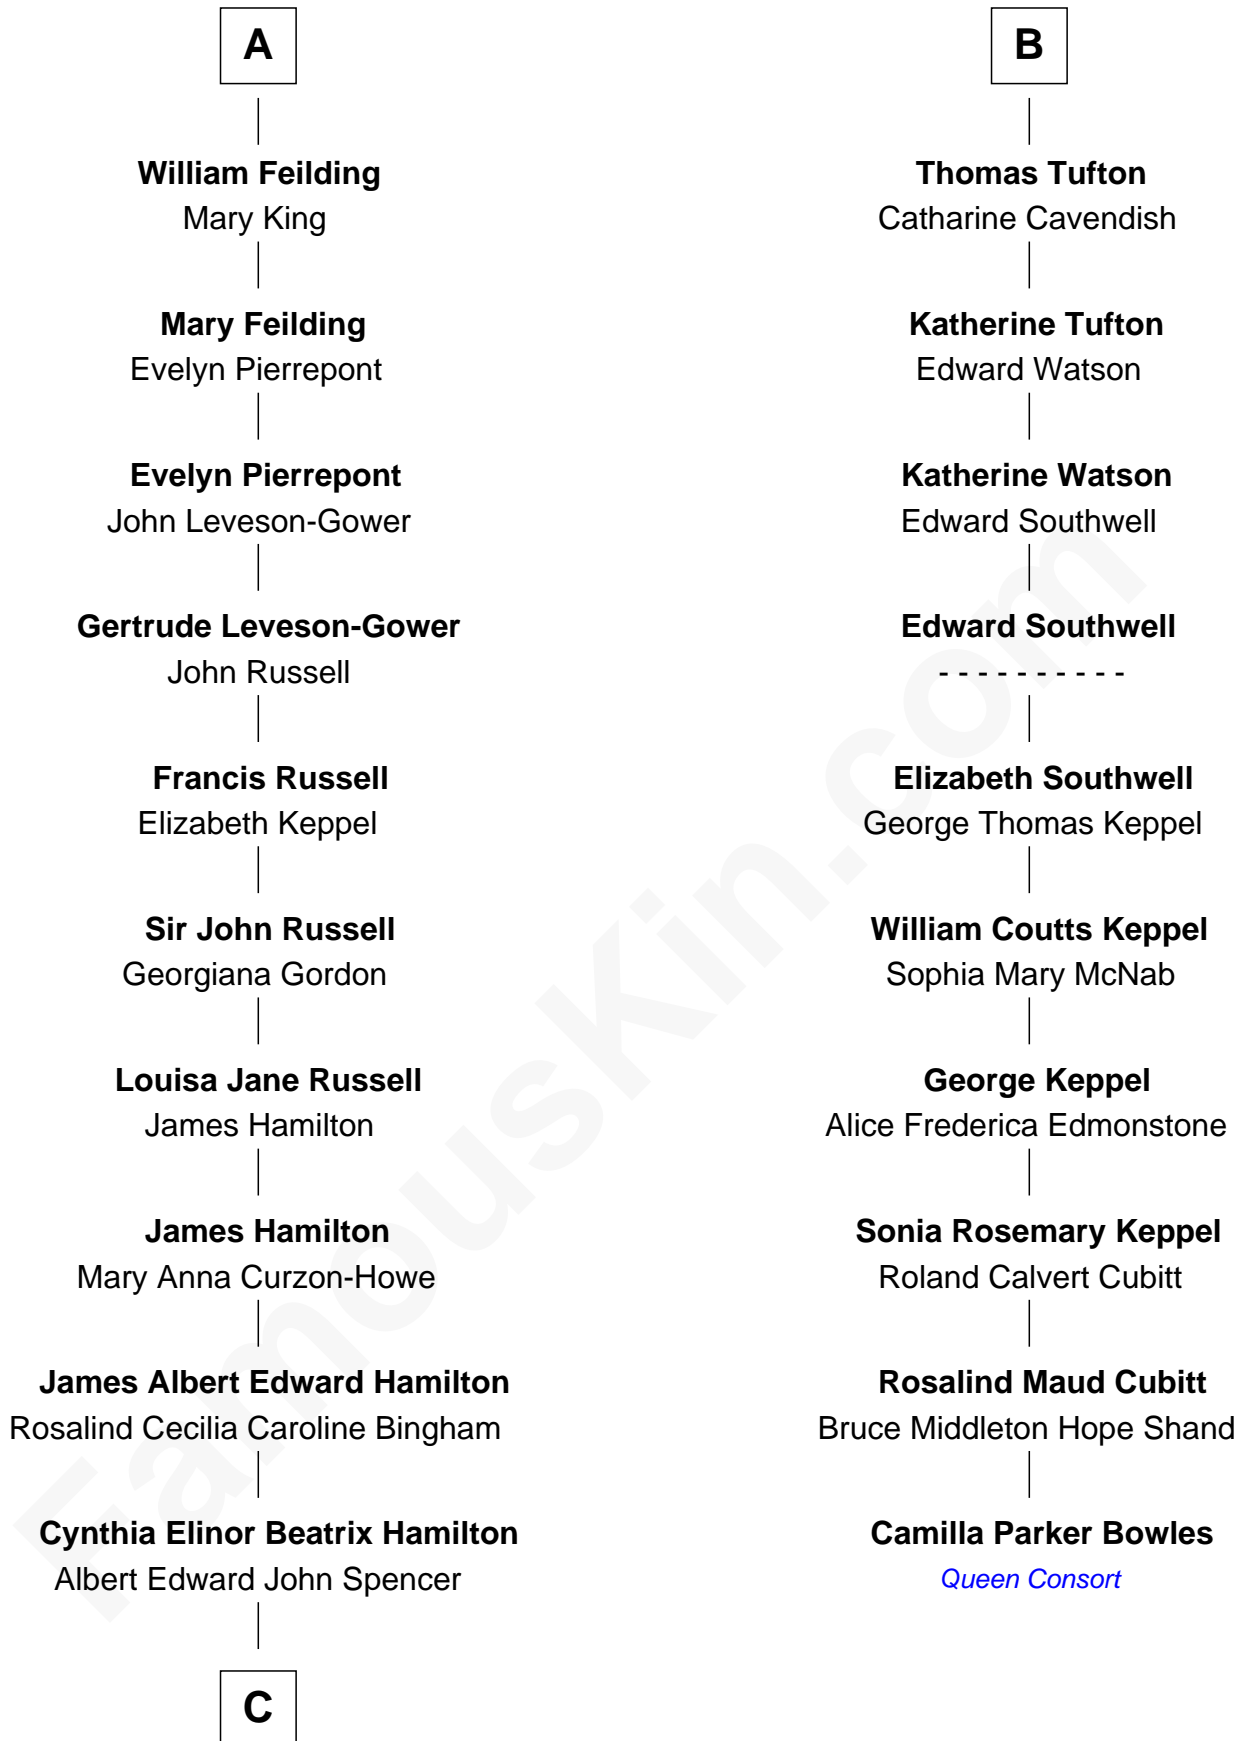 A
William Feilding
Mary King
Mary Feilding
Evelyn Pierrepont
Evelyn Pierrepont
John Leveson-Gower
Gertrude Leveson-Gower
John Russell
Francis Russell
Elizabeth Keppel
Sir John Russell
Georgiana Gordon
Louisa Jane Russell
James Hamilton
James Hamilton
Mary Anna Curzon-Howe
James Albert Edward Hamilton
Rosalind Cecilia Caroline Bingham
Cynthia Elinor Beatrix Hamilton
Albert Edward John Spencer
C
B
Thomas Tufton
Catharine Cavendish
Katherine Tufton
Edward Watson
Katherine Watson
Edward Southwell
Edward Southwell
- - - - - - - - - -
Elizabeth Southwell
George Thomas Keppel
William Coutts Keppel
Sophia Mary McNab
George Keppel
Alice Frederica Edmonstone
Sonia Rosemary Keppel
Roland Calvert Cubitt
Rosalind Maud Cubitt
Bruce Middleton Hope Shand
Camilla Parker Bowles
Queen Consort
FamousKin.com